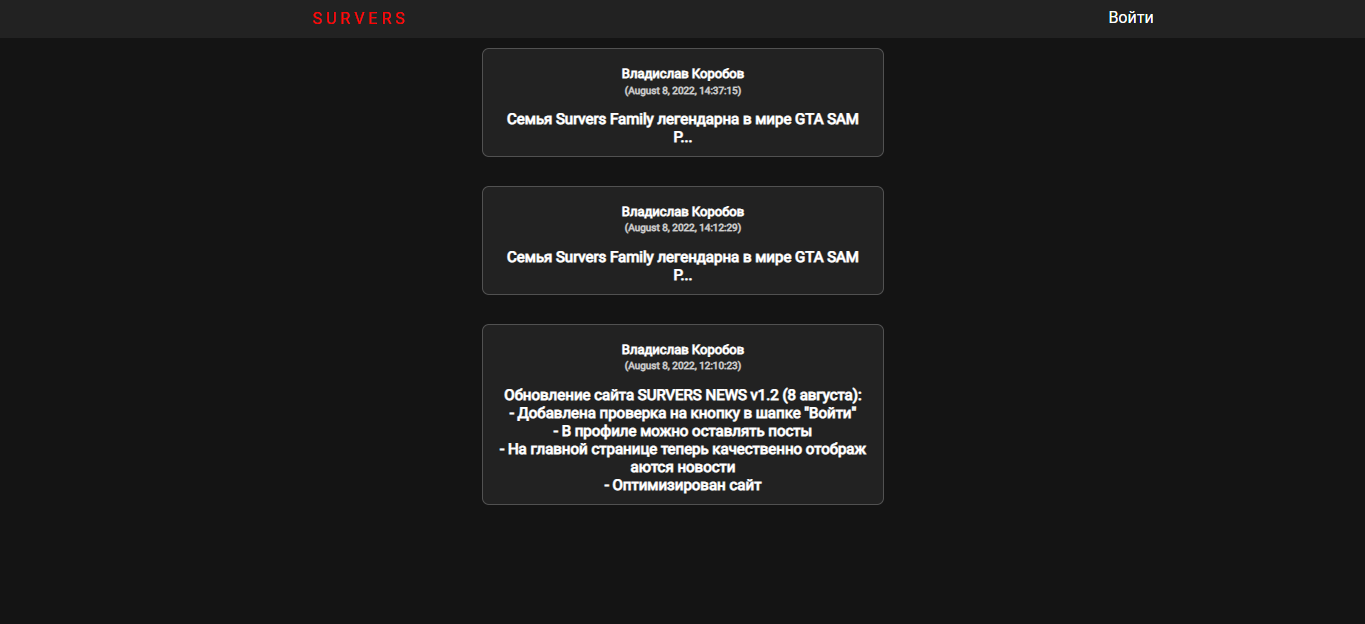 SURVERS
Войти
Владислав Коробов
(August 8, 2022, 14:37:15)
Семья Survers Family легендарна в мире GTA SAM
P...
Владислав Коробов
(August 8, 2022, 14:12:29)
Семья Survers Family легендарна в мире GTA SAM
P...
Владислав Коробов
(August 8, 2022, 12:10:23)
Обновление сайта SURVERS NEWS v1.2 (8 августа):
- Добавлена проверка на кнопку в шапке "Войти"
- В профиле можно оставлять посты
- На главной странице теперь качественно отображ
аются новости
- Оптимизирован сайт